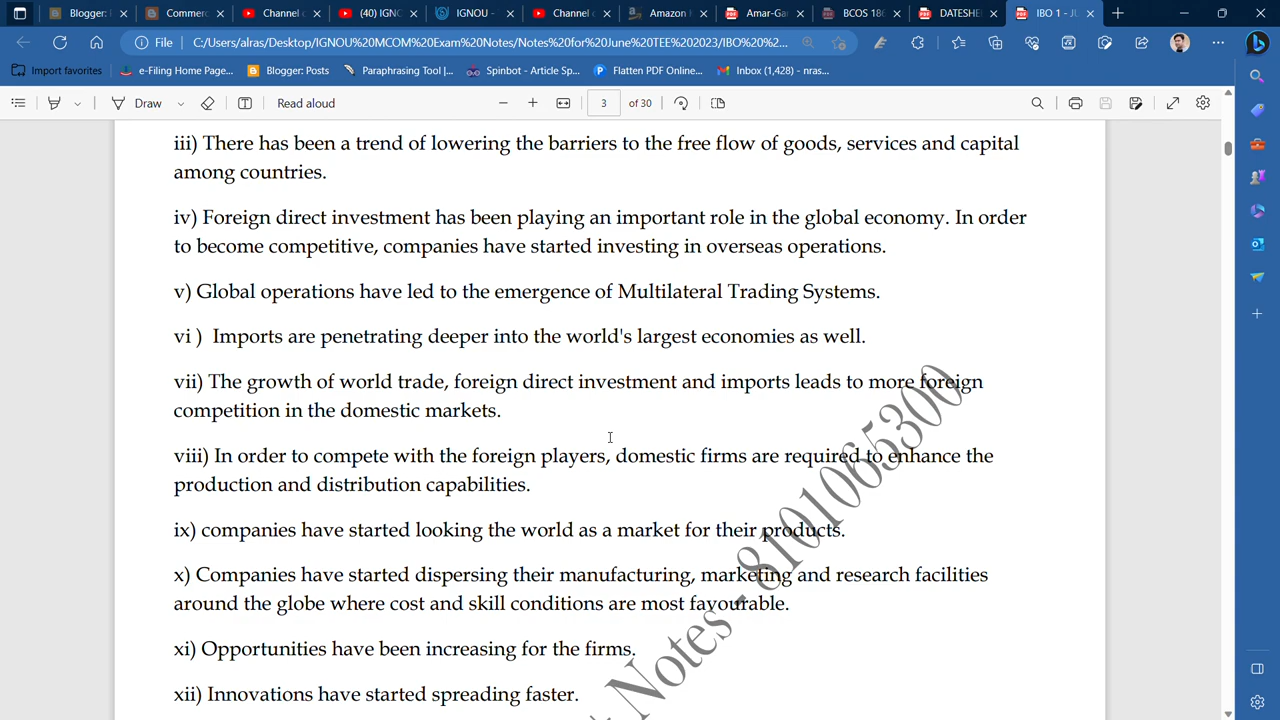 Blogger: F
Commerc
Channel c
(40) IGNC
IGNOU -
Channel c
Amazon
Amar-Ga
BCOS 186
DATESHEE
IBO 1 - JU
File
C:/Users/alras/Desktop/IGNOU%20MCOM%20Exam%20Notes/Notes%20for%20June%20TEE%202023/IBO%20%2...
Import favorites
e-Filing Home Page...
Blogger: Posts
Paraphrasing Tool |...
Spinbot - Article Sp...
Flatten PDF Online...
Inbox (1,428) - nras...
Draw
Read aloud
3
of 30
iii) There has been a trend of lowering the barriers to the free flow of goods, services and capital
among countries.
iv) Foreign direct investment has been playing an important role in the global economy. In order
to become competitive, companies have started investing in overseas operations.
v) Global operations have led to the emergence of Multilateral Trading Systems.
vi ) Imports are penetrating deeper into the world's largest economies as well.
vii) The growth of world trade, foreign direct investment and imports leads to more foreign
competition in the domestic markets.
viii) In order to compete with the foreign players, domestic firms are required to enhance the
production and distribution capabilities.
ix) companies have started looking the world as a market for their products.
x) Companies have started dispersing their manufacturing, marketing and research facilities
around the globe where cost and skill conditions are most favourable.
xi) Opportunities have been increasing for the firms.
xii) Innovations have started spreading faster.
Notes - 8101065300